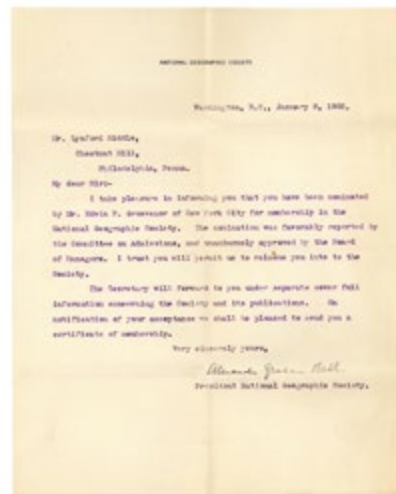 NATIONAL GEOGRAPHIC SOCIETY
Washington, D.C., January
Mr. Lynford Biddle,
Chestnut Hill,
Philadelphia, Penna.
My dear Sir:-
I take pleasure in informing you that you have been nominated
by Mr. Edwin P. Grosvenor of New York City for membership in the
National Geographic Society. The nomination was favorably reported by
the Committee on Admissions, and unanimously approved by the Board
of Managers. I trust you will permit us to welcome you into the
Society.
The Secretary will forward to you under separate cover full
information concerning the Society and its publications. On
notification of your acceptance we shall be pleased to send you a
certificate of membership.
Very sincerely yours,
Alexander Graham Bell
President National Geographic Society.